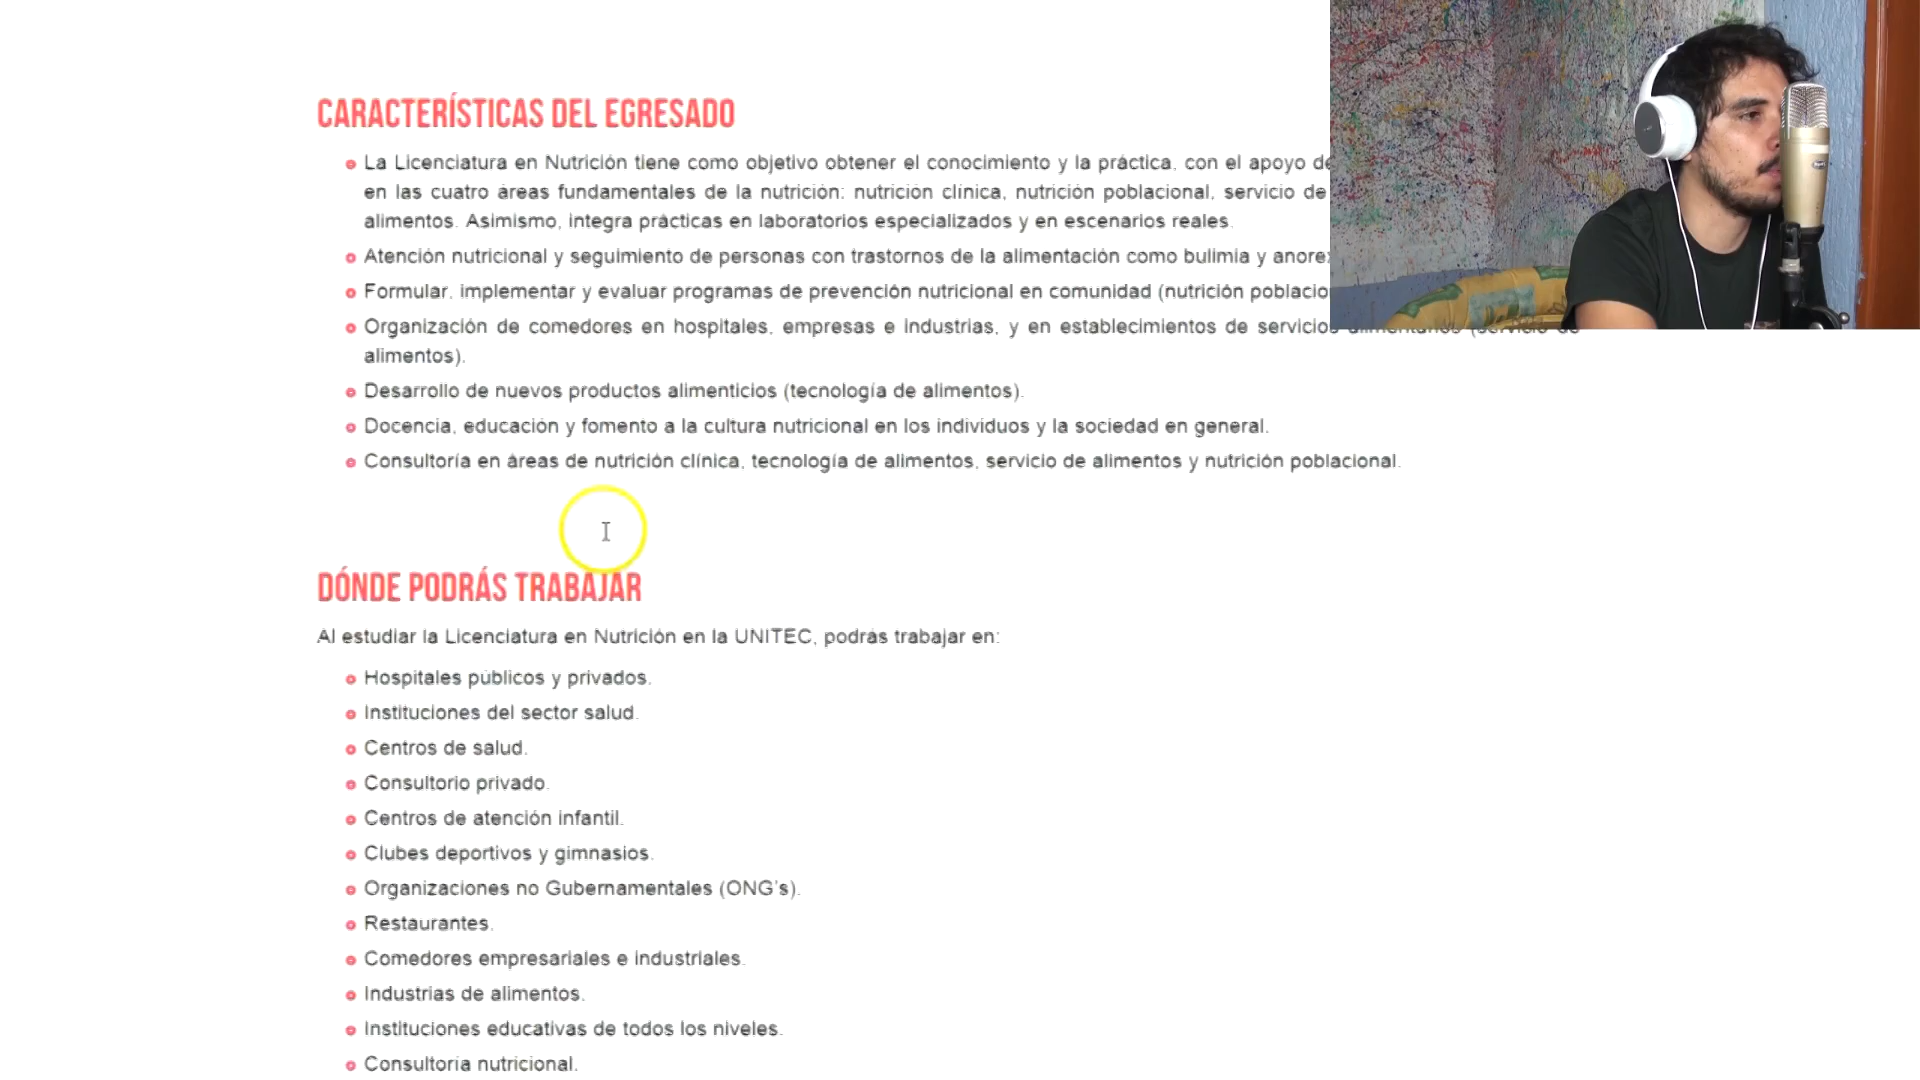 CARACTERÍSTICAS DEL EGRESADO
La Licenciatura en Nutrición tiene como objetivo obtener el conocimiento y la práctica, con el apoyo de
en las cuatro áreas fundamentales de la nutrición: nutrición clínica, nutrición poblacional, servicio de
alimentos. Asimismo, integra prácticas en laboratorios especializados y en escenarios reales.
Atención nutricional y seguimiento de personas con trastornos de la alimentación como bulimia y
Formular, implementar y evaluar programas de prevención nutricional en comunidad (nutrición
Organización de comedores en hospitales, empresas e industrias, y en establecimientos de servicios alimentarios (servicio de
alimentos).
Desarrollo de nuevos productos alimenticios (tecnología de alimentos).
Docencia, educación y fomento a la cultura nutricional en los individuos y la sociedad en general.
Consultoría en áreas de nutrición clínica, tecnología de alimentos, servicio de alimentos y nutrición poblacional.
DÓNDE PODRÁS TRABAJAR
Al estudiar la Licenciatura en Nutrición en la UNITEC, podrás trabajar en:
Hospitales públicos y privados.
Instituciones del sector salud.
Centros de salud.
Consultorio privado.
Centros de atención infantil.
Clubes deportivos y gimnasios.
Organizaciones no Gubernamentales (ONG's).
Restaurantes.
Comedores empresariales e industriales.
Industrias de alimentos.
Instituciones educativas de todos los niveles.
Consultoría nutricional.